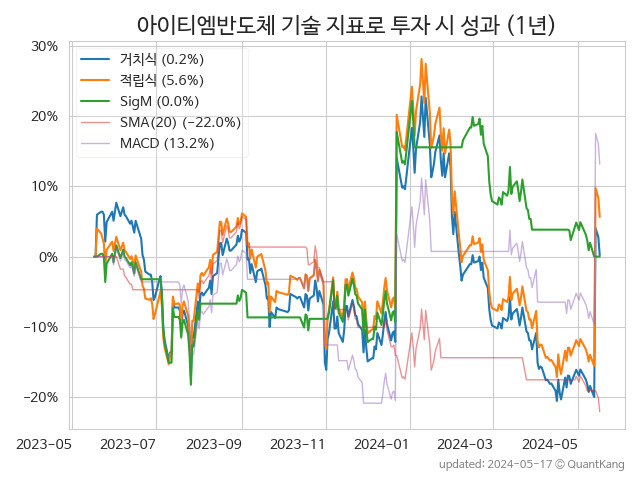 아이티엠반도체 기술 지표로 투자 시 성과 (1년)
30%
20%
10%
0%
−10%
−20%
거치식 (0.2%)
적립식 (5.6%)
SigM (0.0%)
SMA(20) (−22.0%)
MACD (13.2%)
2023-05 2023-07 2023-09 2023-11 2024-01 2024-03 2024-05
updated: 2024-05-17 © QuantKang